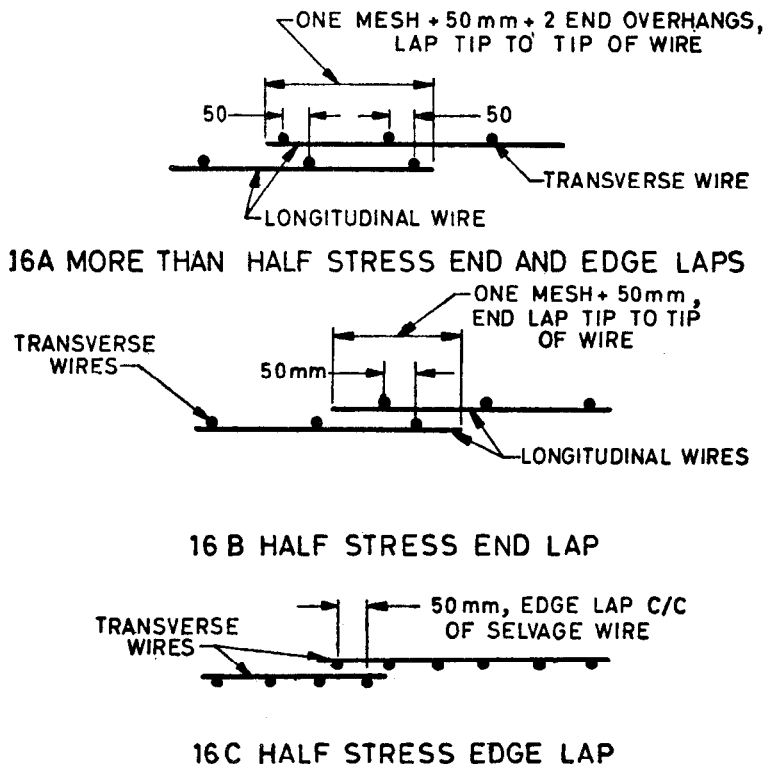 ONE MESH + 50 mm + 2 END OVERHANGS,
LAP TIP TO TIP OF WIRE
50
50
TRANSVERSE WIRE
LONGITUDINAL WIRE
16A MORE THAN HALF STRESS END AND EDGE LAPS
ONE MESH + 50mm,
END LAP TIP TO TIP
OF WIRE
TRANSVERSE
WIRES
50mm
LONGITUDINAL WIRES
16 B HALF STRESS END LAP
50mm, EDGE LAP C/C
OF SELVAGE WIRE
TRANSVERSE
WIRES
16C HALF STRESS EDGE LAP